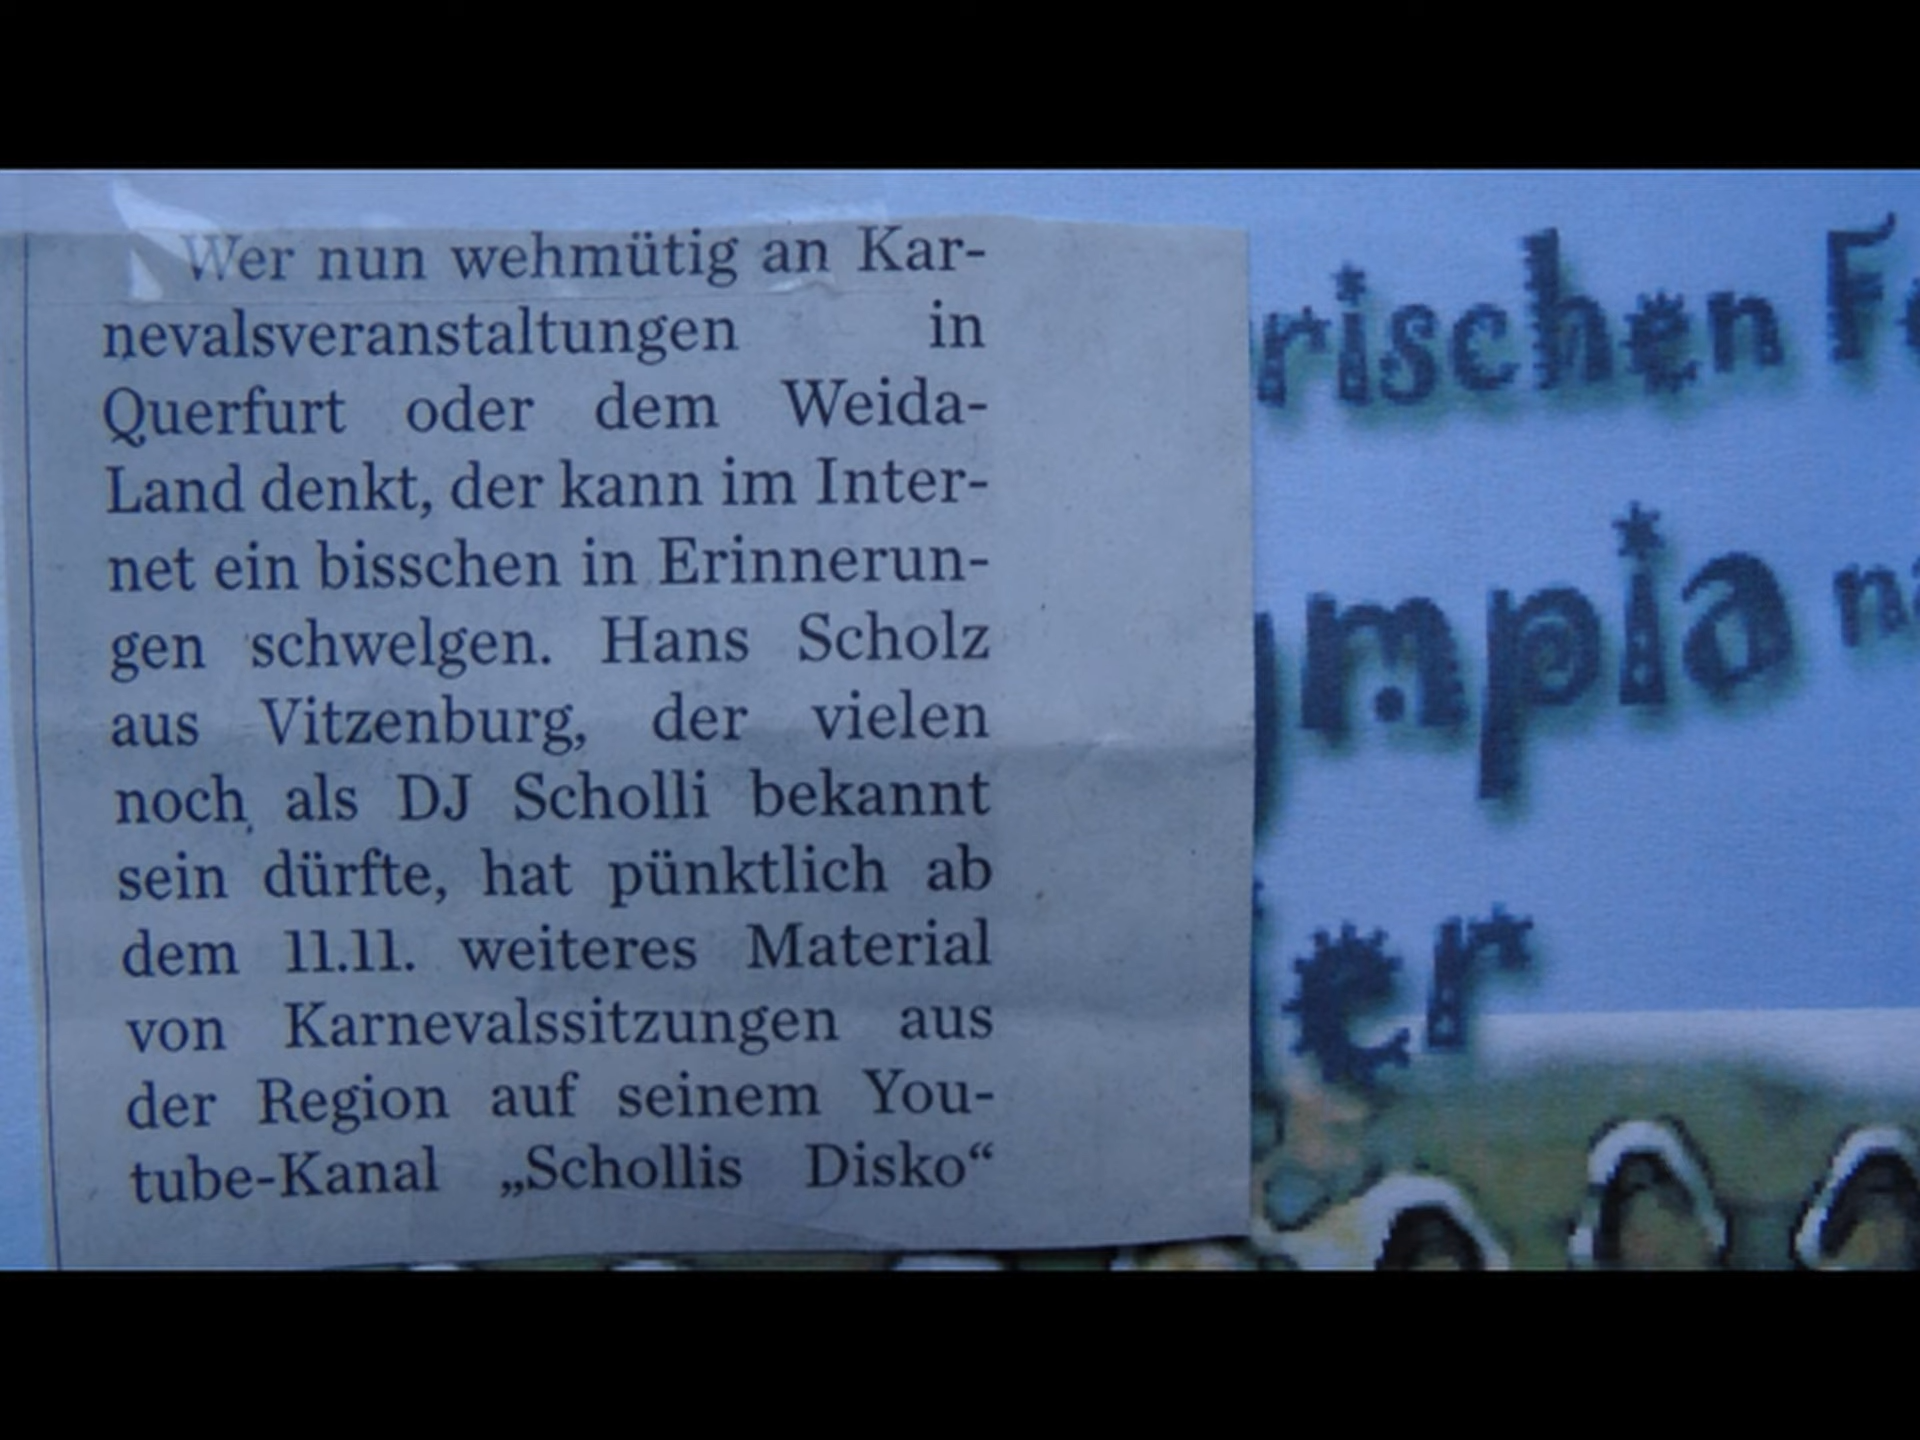 Wer nun wehmütig an Kar-
nevalsveranstaltungen in
Querfurt oder dem Weida-
Land denkt, der kann im Inter-
net ein bisschen in Erinnerun-
gen schwelgen. Hans Scholz
aus Vitzenburg, der vielen
noch als DJ Scholli bekannt
sein dürfte, hat pünktlich ab
dem 11.11. weiteres Material
von Karnevalssitzungen aus
der Region auf seinem You-
tube-Kanal „Schollis Disko“
rischen F
mpia
er